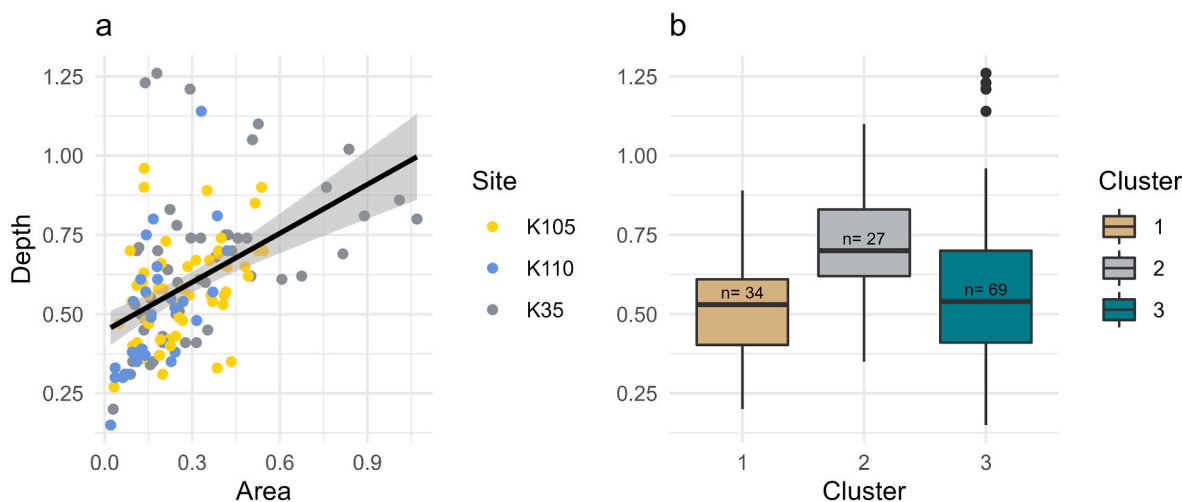 a
Depth
1.25
1.00
0.75
0.50
0.25
0.0 0.3 0.6 0.9
Area
Site
K105
K110
K35
b
1.25
1.00
0.75
0.50
0.25
n= 34
n= 27
n= 69
1 2 3
Cluster
Cluster
1
2
3